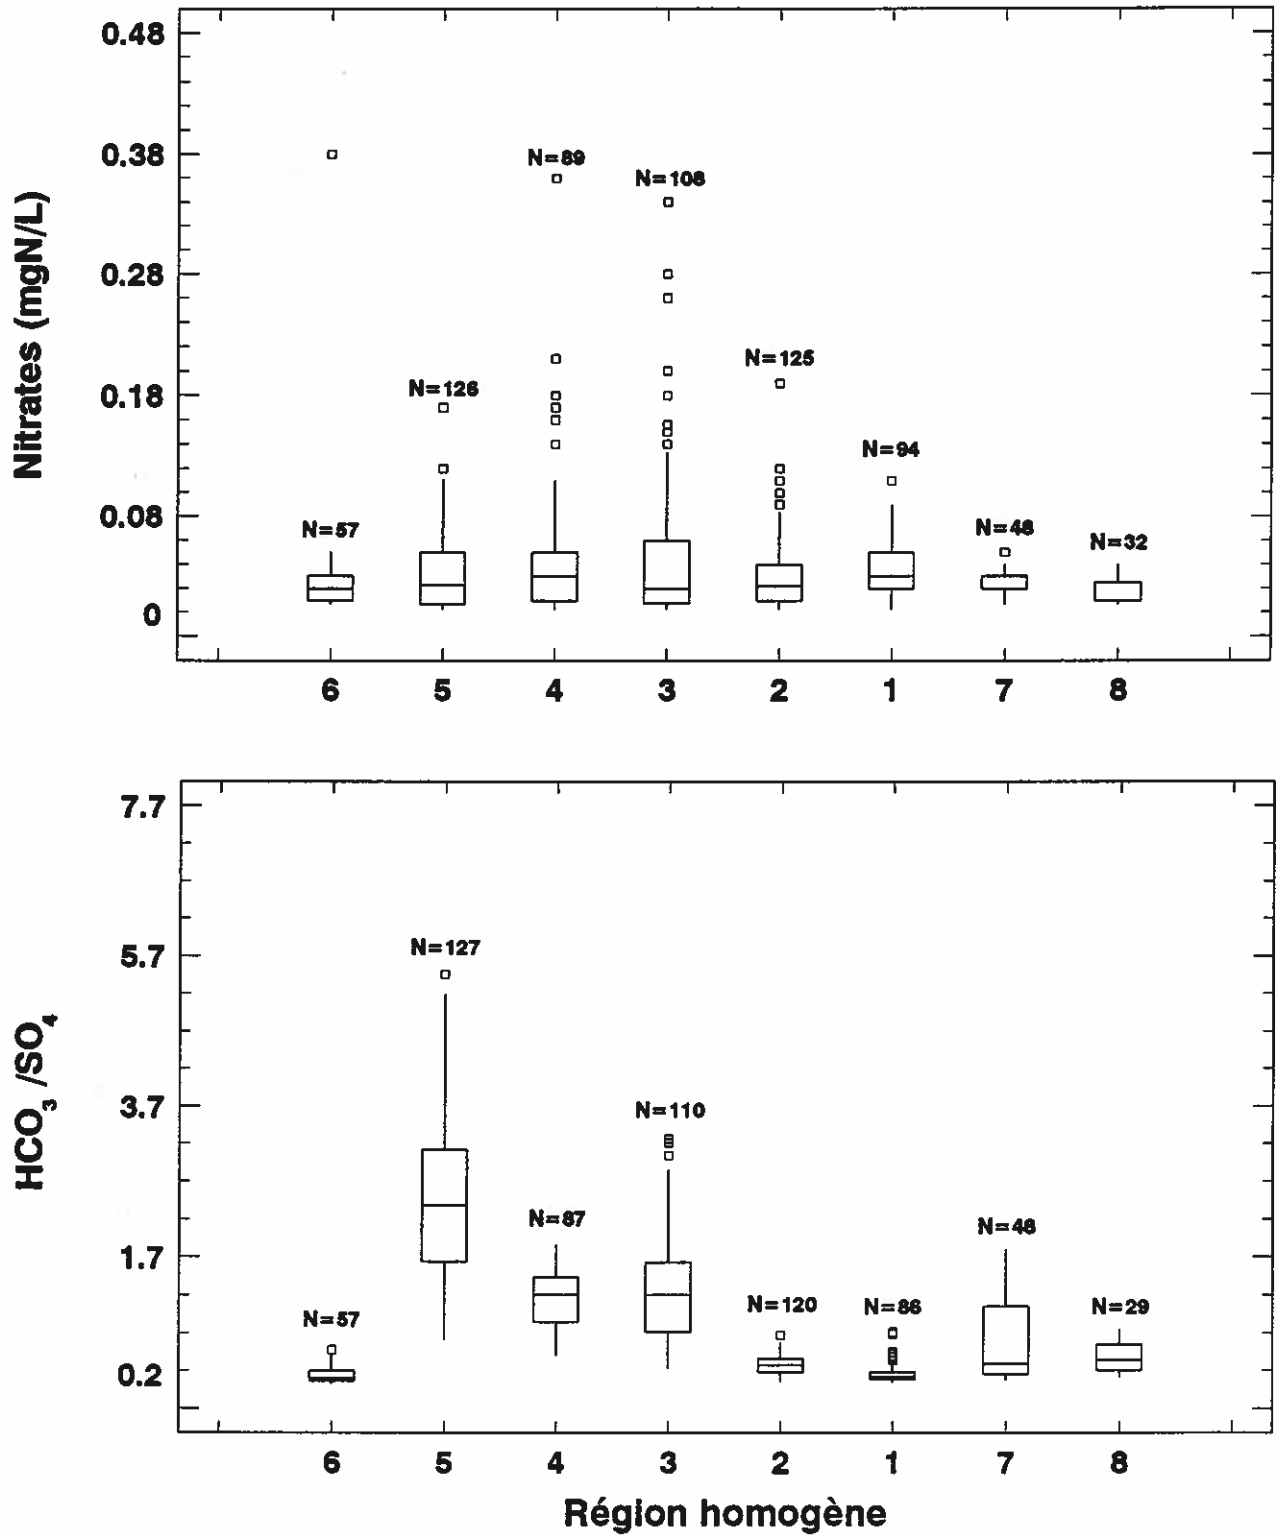 0.48
0.38
0.28
0.18
0.08
0
Nitrates (mgN/L)
N=57
N=126
N=89
N=108
N=125
N=94
N=48
N=32
6 5 4 3 2 1 7 8
7.7
5.7
3.7
1.7
0.2
HCO₃/SO₄
N=57
N=127
N=87
N=110
N=120
N=86
N=48
N=29
6 5 4 3 2 1 7 8
Région homogène